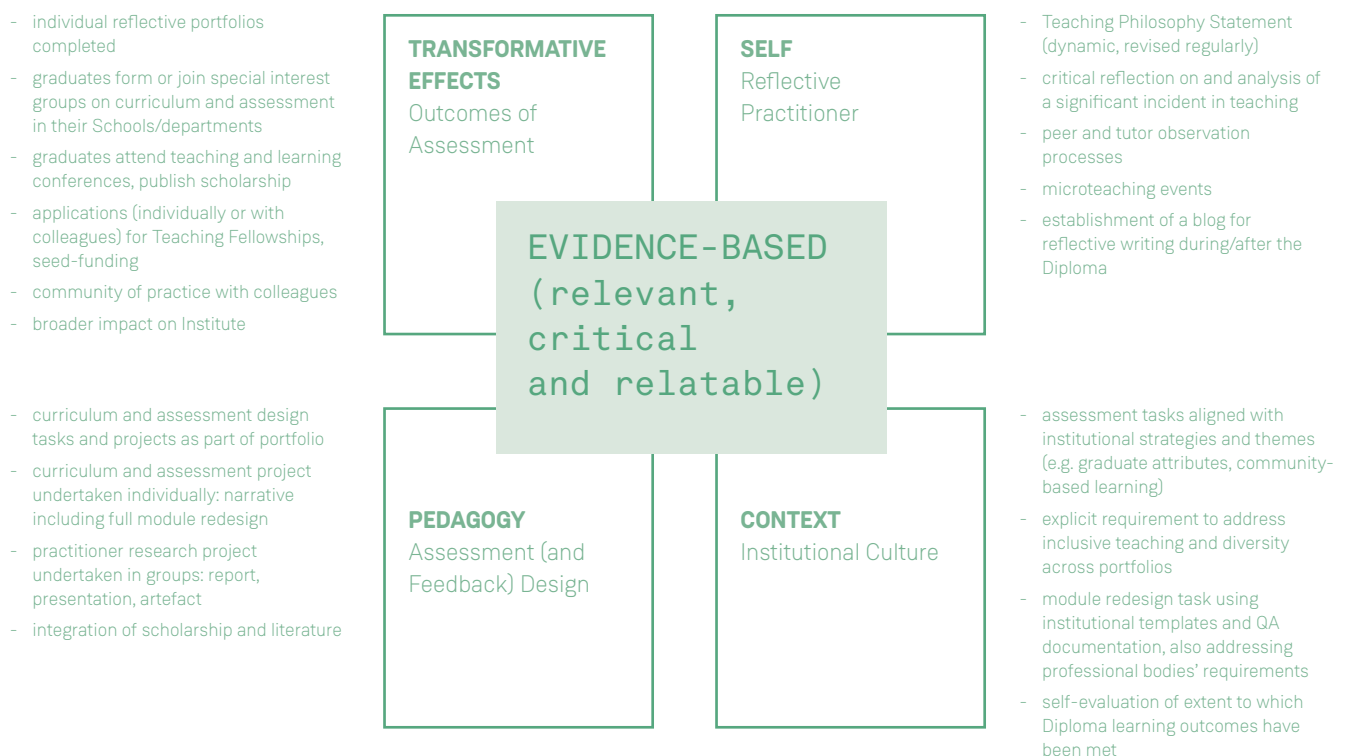 - individual reflective portfolios
completed
- graduates form or join special interest
groups on curriculum and assessment
in their Schools/departments
- graduates attend teaching and learning
conferences, publish scholarship
- applications (individually or with
colleagues) for Teaching Fellowships,
seed-funding
- community of practice with colleagues
- broader impact on Institute
TRANSFORMATIVE
EFFECTS
Outcomes of
Assessment
SELF
Reflective
Practitioner
- Teaching Philosophy Statement
(dynamic, revised regularly)
- critical reflection on and analysis of
a significant incident in teaching
- peer and tutor observation
processes
- microteaching events
- establishment of a blog for
reflective writing during/after the
Diploma
EVIDENCE-BASED
(relevant,
critical
and relatable)
- curriculum and assessment design
tasks and projects as part of portfolio
- curriculum and assessment project
undertaken individually: narrative
including full module redesign
- practitioner research project
undertaken in groups: report,
presentation, artefact
- integration of scholarship and literature
PEDAGOGY
Assessment (and
Feedback) Design
CONTEXT
Institutional Culture
- assessment tasks aligned with
institutional strategies and themes
(e.g. graduate attributes, community-
based learning)
- explicit requirement to address
inclusive teaching and diversity
across portfolios
- module redesign task using
institutional templates and QA
documentation, also addressing
professional bodies' requirements
- self-evaluation of extent to which
Diploma learning outcomes have
been met